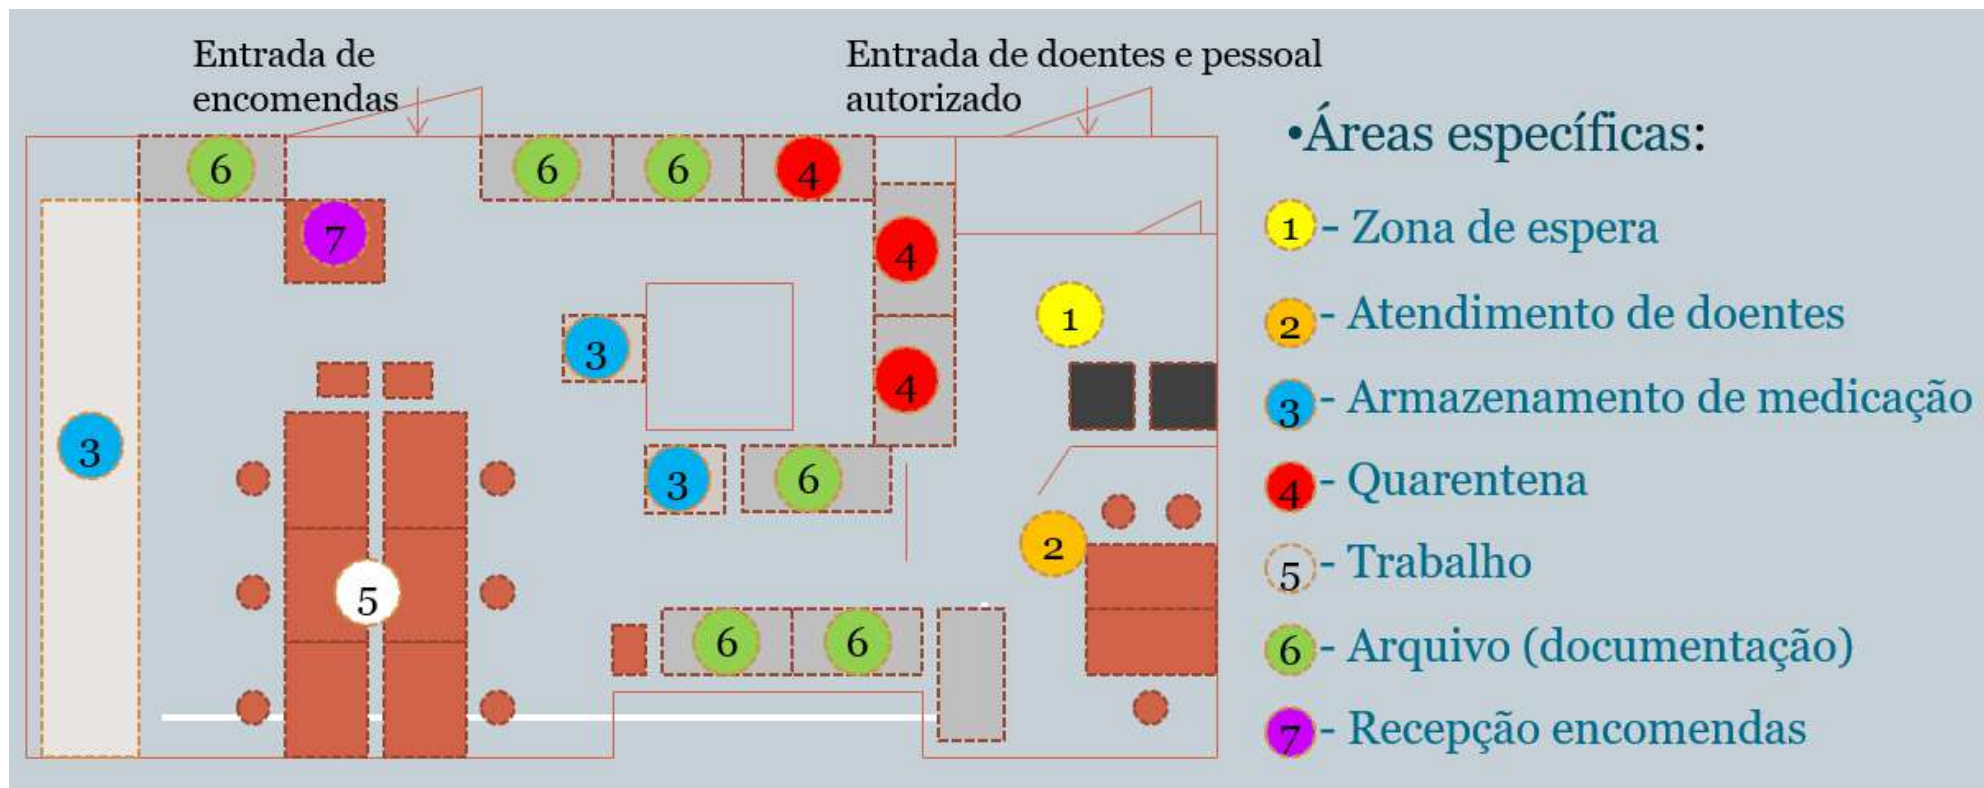 Entrada de
encomendas
Entrada de doentes e pessoal
autorizado
6
6
6
4
7
4
3
1
4
3
3
6
2
5
6
6
•Áreas específicas:
1 - Zona de espera
2 - Atendimento de doentes
3 - Armazenamento de medicação
4 - Quarentena
5 - Trabalho
6 - Arquivo (documentação)
7 - Recepção encomendas